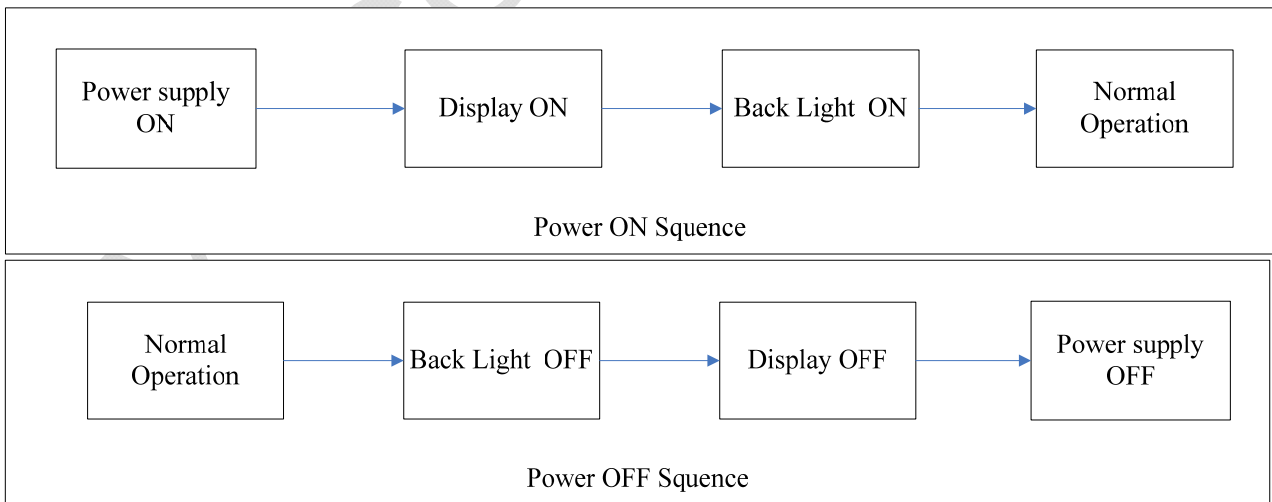 Power supply
ON
Display ON
Back Light ON
Normal
Operation
Power ON Squence
Normal
Operation
Back Light OFF
Display OFF
Power supply
OFF
Power OFF Squence